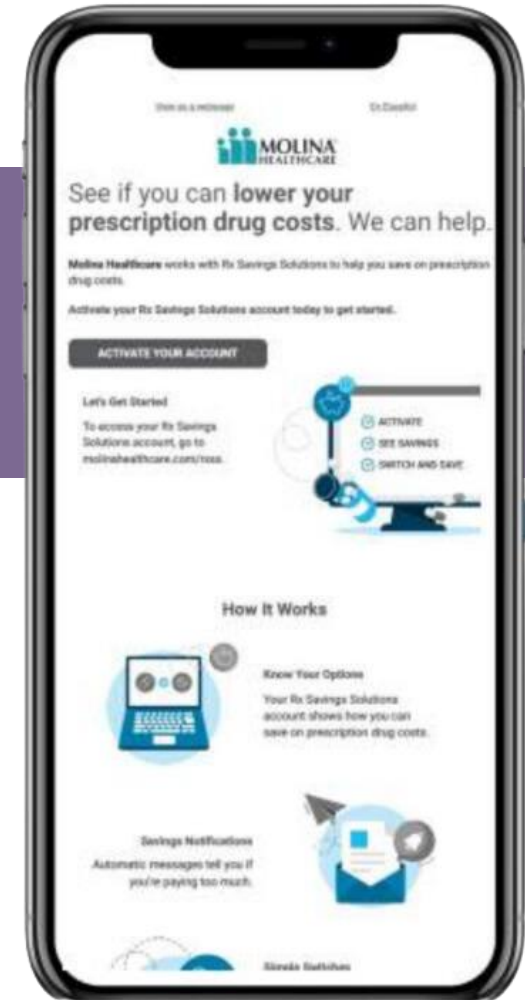 View as a webpage
En Español
MOLINA
HEALTHCARE
See if you can lower your
prescription drug costs. We can help.
Molina Healthcare works with Rx Savings Solutions to help you save on prescription
drug costs.
Activate your Rx Savings Solutions account today to get started.
ACTIVATE YOUR ACCOUNT
Let's Get Started
To access your Rx Savings
Solutions account, go to
molinahealthcare.com/rxss.
ACTIVATE
SEE SAVINGS
SWITCH AND SAVE
How It Works
Know Your Options
Your Rx Savings Solutions
account shows how you can
save on prescription drug costs.
Savings Notifications
Automatic messages tell you if
you're paying too much.
Simple Switches